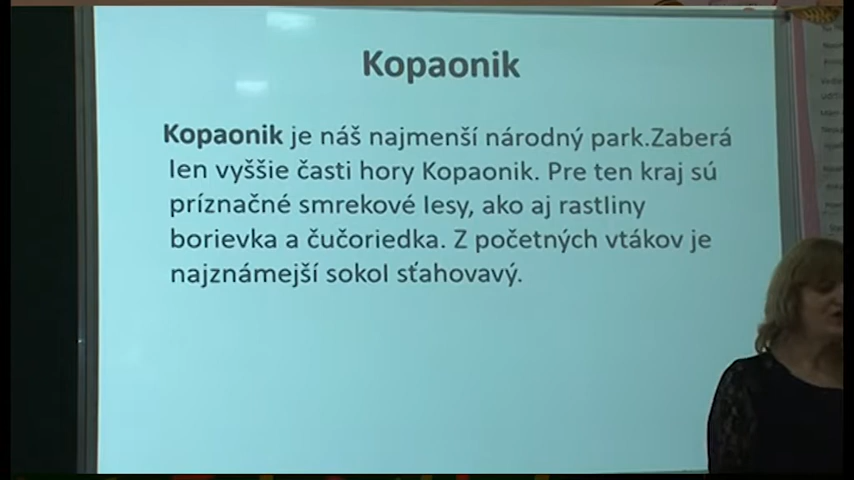 Kopaonik
Kopaonik je náš najmenší národný park.Zaberá
len vyššie časti hory Kopaonik. Pre ten kraj sú
príznačné smrekové lesy, ako aj rastliny
borievka a čučoriedka. Z početných vtákov je
najznámejší sokol sťahovavý.